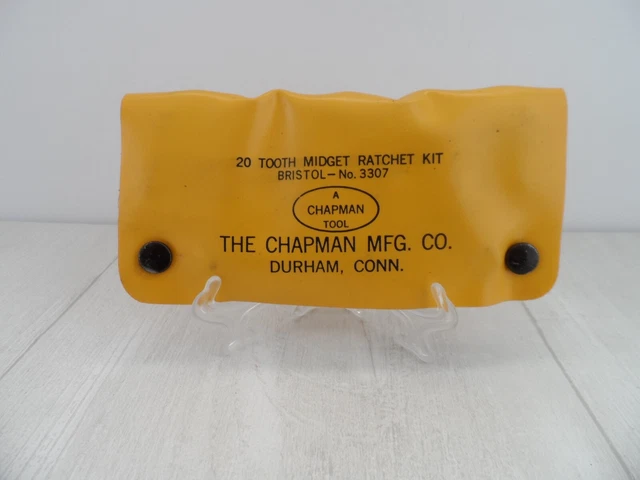 20 TOOTH MIDGET RATCHET KIT
BRISTOL - No. 3307
A
CHAPMAN
TOOL
THE CHAPMAN MFG. CO.
DURHAM, CONN.